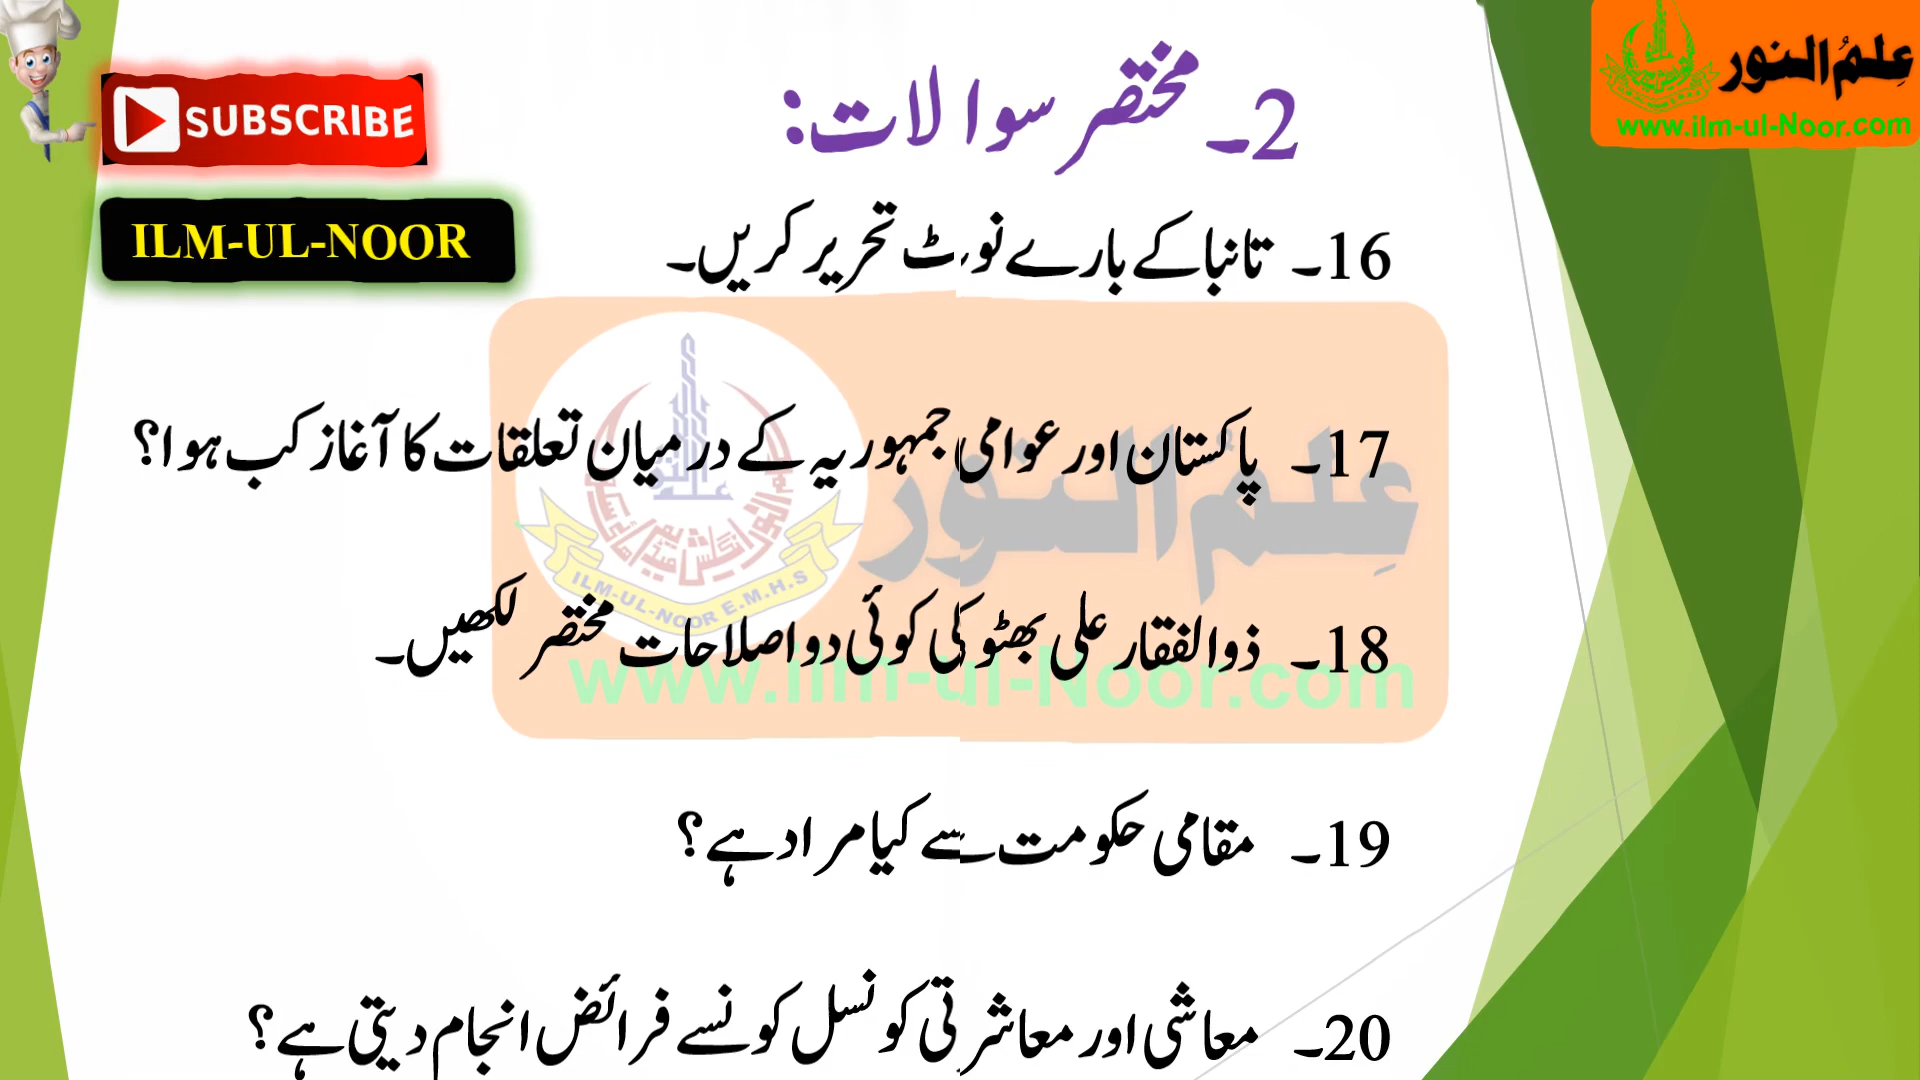 2۔ مختصر سوالات:
SUBSCRIBE
علمُ النور
www.ilm-ul-Noor.com
ILM-UL-NOOR
16۔ تانبا کے بارے نوٹ تحریر کریں۔
17۔ پاکستان اور عوامی جمہوریہ کے درمیان تعلقات کا آغاز کب ہوا؟
18۔ ذوالفقار علی بھٹو کی کوئی دو اصلاحات مختصر لکھیں۔
19۔ مقامی حکومت سے کیا مراد ہے؟
20۔ معاشی اور معاشرتی کونسل کونسے فرائض انجام دیتی ہے؟
علمُ النور
ILM-UL-NOOR E.M.H.S
www.ilm-ul-Noor.com